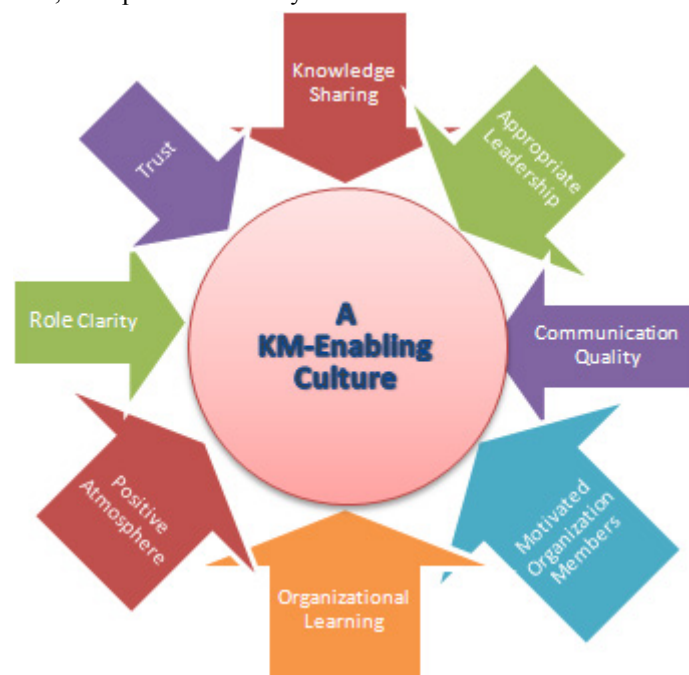 Knowledge
Sharing
Appropriate
Leadership
Trust
A
KM-Enabling
Culture
Role Clarity
Communication
Quality
Positive
Atmosphere
Motivated
Organization
Members
Organizational
Learning